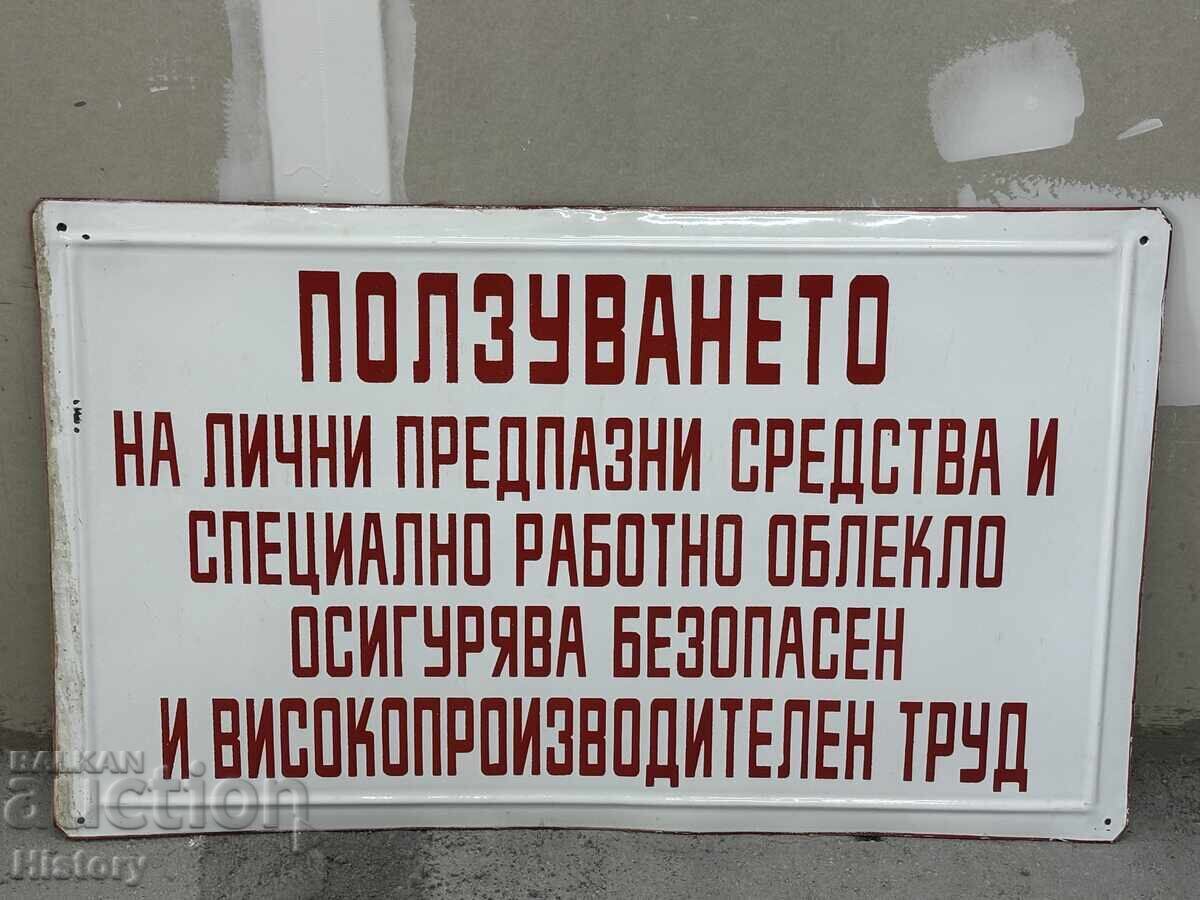 ПОЛЗУВАНЕТО
НА ЛИЧНИ ПРЕДПАЗНИ СРЕДСТВА И
СПЕЦИАЛНО РАБОТНО ОБЛЕКЛО
ОСИГУРЯВА БЕЗОПАСЕН
И ВИСОКОПРОИЗВОДИТЕЛЕН ТРУД
BALKAN
auction
History